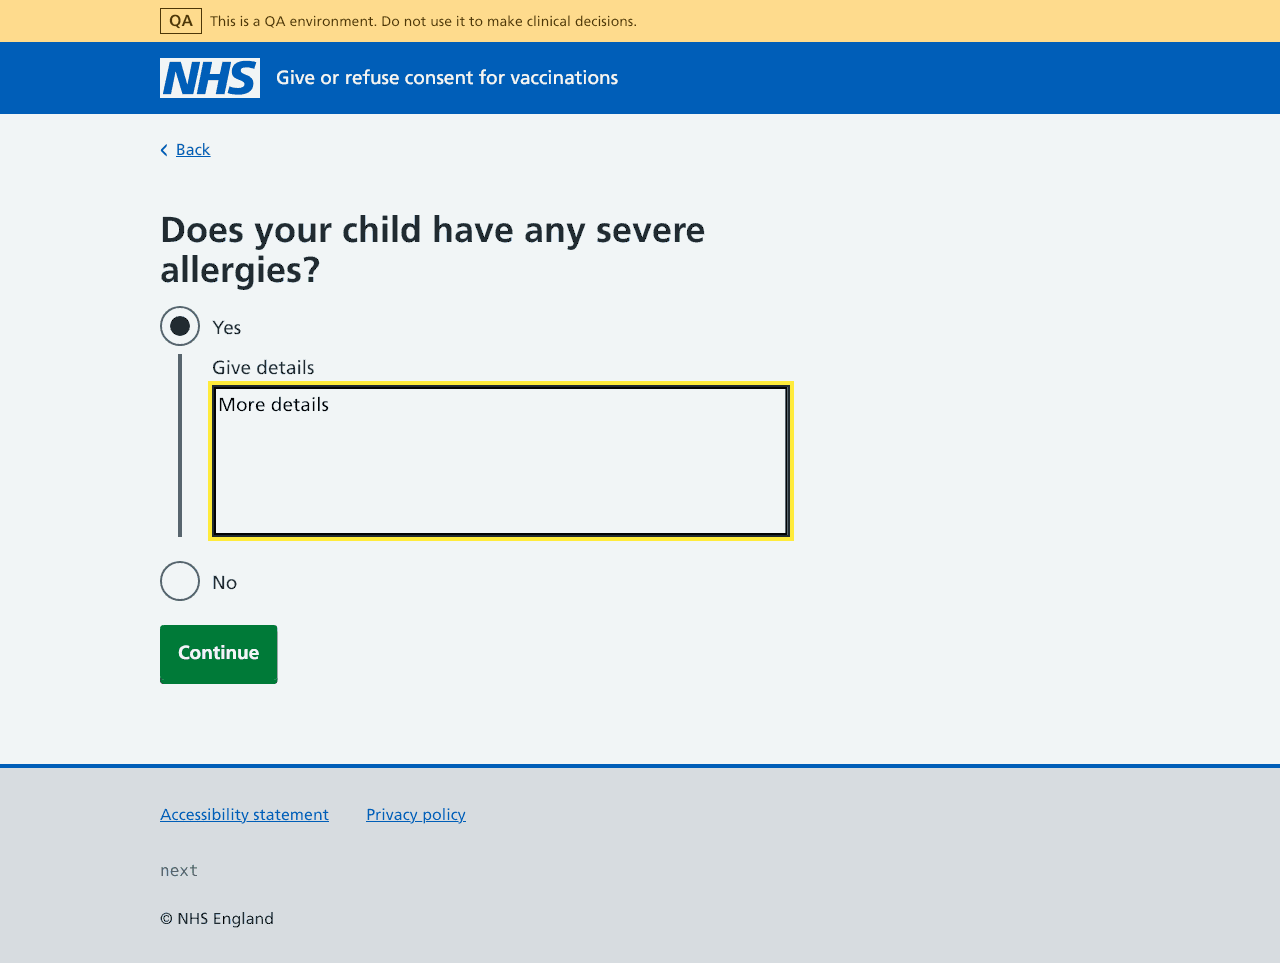 QA This is a QA environment. Do not use it to make clinical decisions.
NHS Give or refuse consent for vaccinations
Back
Does your child have any severe
allergies?
Yes
Give details
More details
No
Continue
Accessibility statement Privacy policy
next
© NHS England